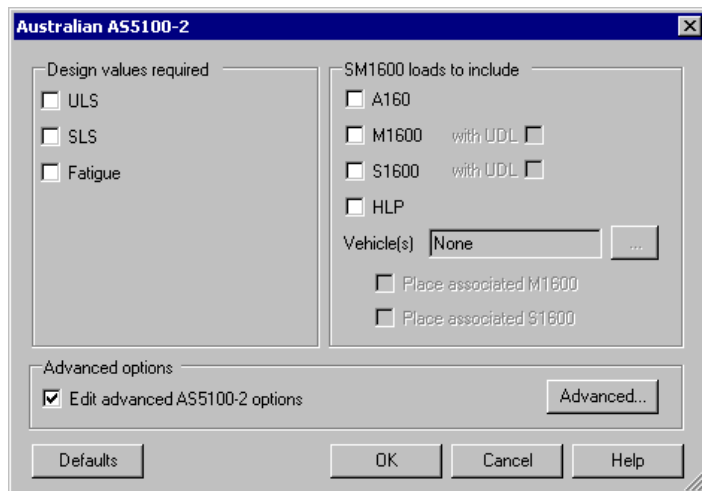 Australian AS5100-2
Design values required
ULS
SLS
Fatigue
SM1600 loads to include
A160
M1600 with UDL
S1600 with UDL
HLP
Vehicle(s) None ...
Place associated M1600
Place associated S1600
Advanced options
Edit advanced AS5100-2 options Advanced...
Defaults OK Cancel Help